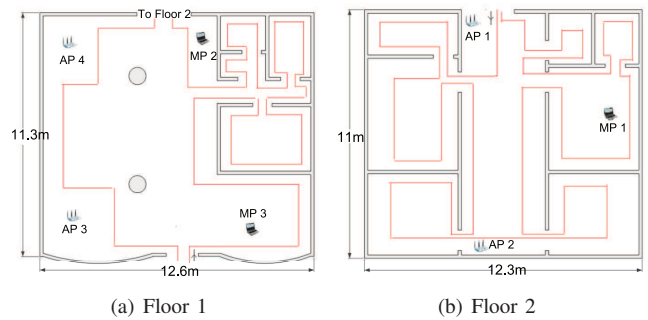 To Floor 2
AP 4
MP 2
11.3m
AP 3
MP 3
12.6m
(a) Floor 1
AP 1
MP 1
11m
AP 2
12.3m
(b) Floor 2